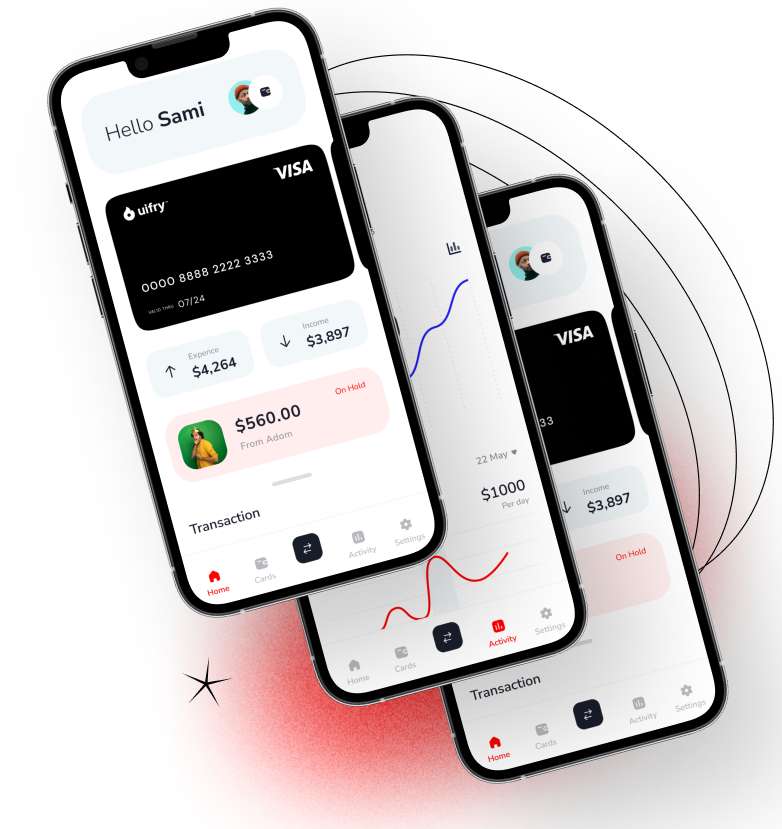 Hello Sami
VISA
uifry
0000 8888 2222 3333
VALID THRU 07/24
Expence
$4,264
Income
$3,897
On Hold
$560.00
From Adom
Transaction
Home
Cards
Activity
Settings
22 May
$1000
Per day
Home
Cards
Activity
Settings
VISA
33
Income
$3,897
On Hold
Transaction
Home
Cards
Activity
Settings